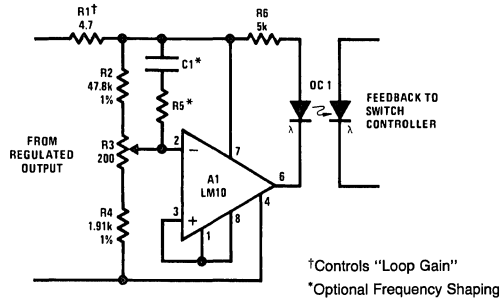 R1†
4.7
R6
5k
C1*
R2
47.8k
1%
OC 1
R5*
λ
λ
FEEDBACK TO
SWITCH
CONTROLLER
FROM
REGULATED
OUTPUT
R3
200
2
−
7
A1
LM10
6
4
R4
1.91k
1%
3
+
8
1
†Controls "Loop Gain"
*Optional Frequency Shaping